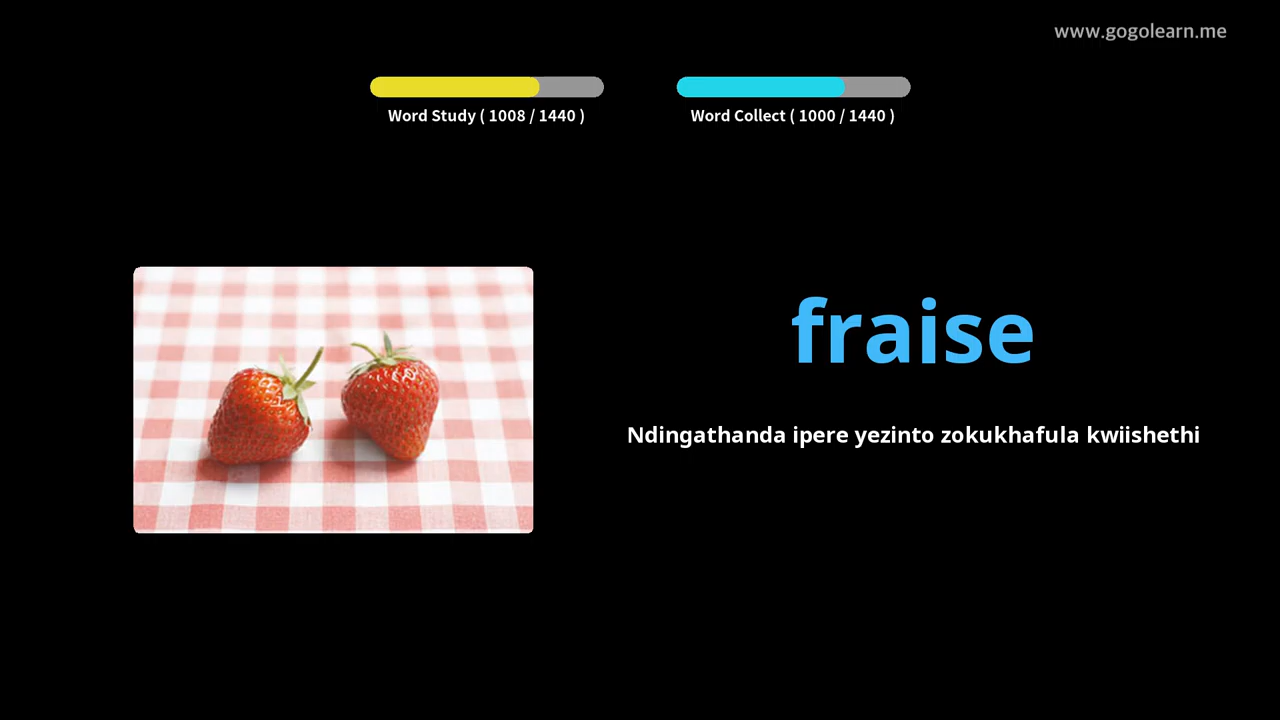 www.gogolearn.me
Word Study ( 1008 / 1440 )
Word Collect ( 1000 / 1440 )
fraise
Ndingathanda ipere yezinto zokukhafula kwiishethi